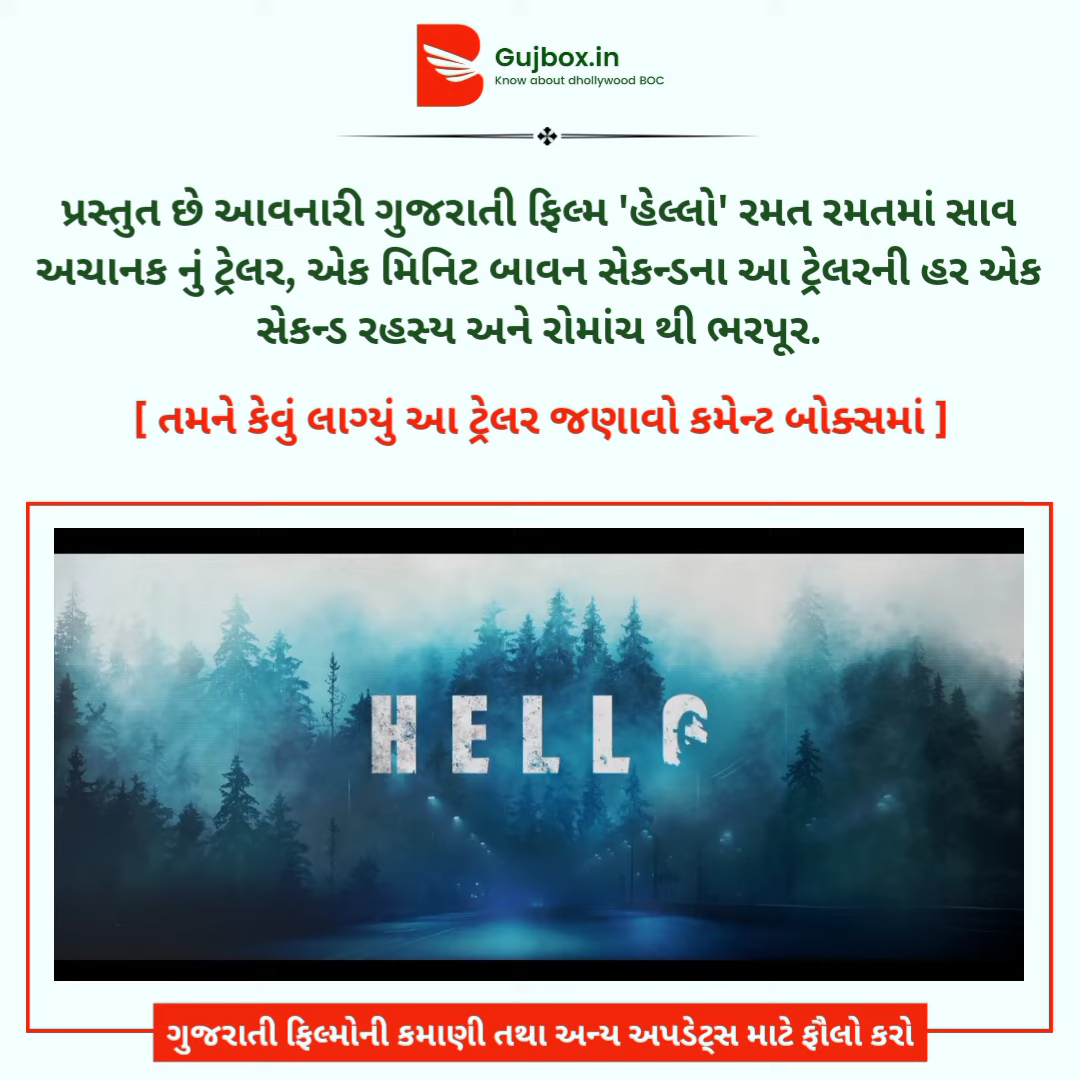 Gujbox.in
Know about dhollywood BOC
પ્રસ્તુત છે આવનારી ગુજરાતી ફિલ્મ 'હેલ્લો' રમત રમતમાં સાવ
અચાનક નું ટ્રેલર, એક મિનિટ બાવન સેકન્ડના આ ટ્રેલરની હર એક
સેકન્ડ રહસ્ય અને રોમાંચ થી ભરપૂર.
[ તમને કેવું લાગ્યું આ ટ્રેલર જણાવો કમેન્ટ બોક્સમાં ]
HELLO
ગુજરાતી ફિલ્મોની કમાણી તથા અન્ય અપડેટ્સ માટે ફૌલો કરો